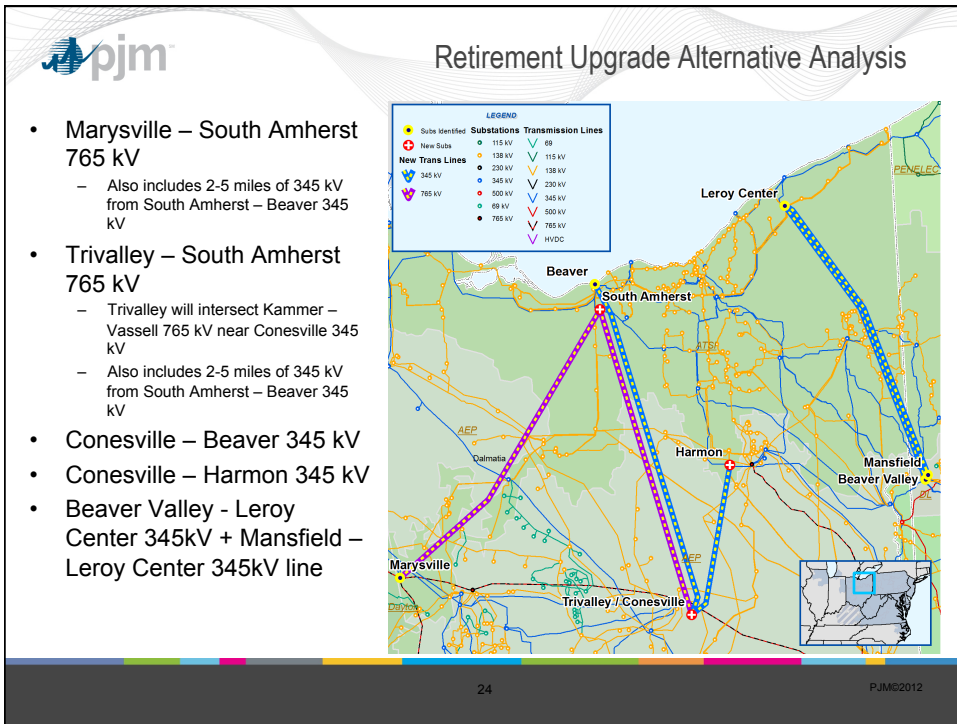 pjm
Retirement Upgrade Alternative Analysis
• Marysville – South Amherst
765 kV
– Also includes 2-5 miles of 345 kV
from South Amherst – Beaver 345
kV
• Trivalley – South Amherst
765 kV
– Trivalley will intersect Kammer –
Vassell 765 kV near Conesville 345
kV
– Also includes 2-5 miles of 345 kV
from South Amherst – Beaver 345
kV
• Conesville – Beaver 345 kV
• Conesville – Harmon 345 kV
• Beaver Valley - Leroy
Center 345kV + Mansfield –
Leroy Center 345kV line
LEGEND
Subs Identified
New Subs
New Trans Lines
345 kV
765 kV
Substations
115 kV
138 kV
230 kV
345 kV
500 kV
69 kV
765 kV
Transmission Lines
69
115 kV
138 kV
230 kV
345 kV
500 kV
765 kV
HVDC
PENELEC
Leroy Center
Beaver
South Amherst
ATSI
AEP
Dalmatia
Harmon
Mansfield
Beaver Valley
DL
AEP
Marysville
Dayton
Trivalley / Conesville
24
PJM©2012